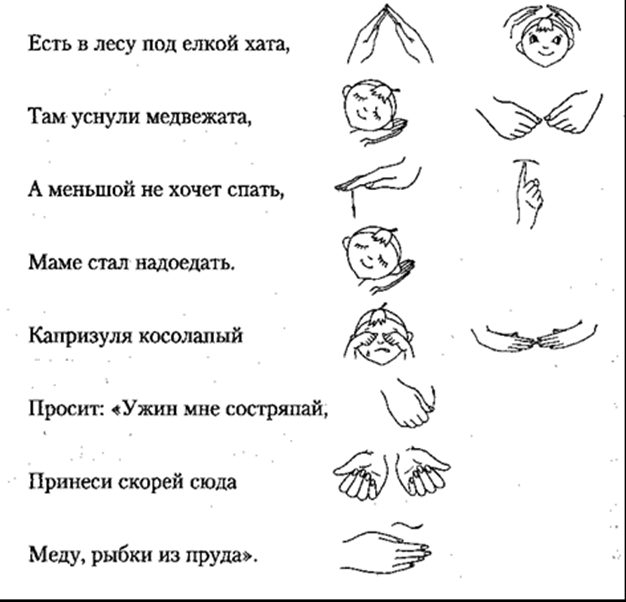 Есть в лесу под елкой хата,
Там уснули медвежата,
А меньшой не хочет спать,
Маме стал надоедать.
Капризуля косолапый
Просит: «Ужин мне состряпай,
Принеси скорей сюда
Меду, рыбки из пруда».